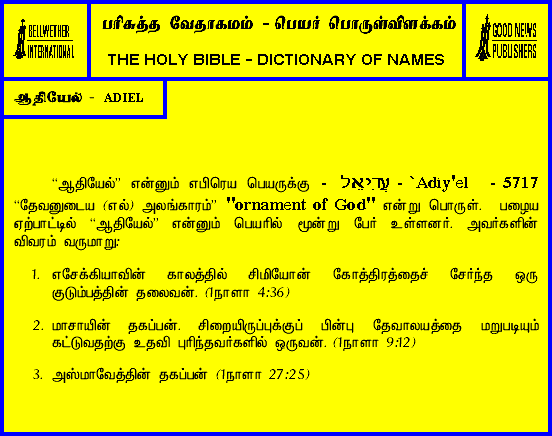 BELLWETHER
INTERNATIONAL
பரிசுத்த வேதாகமம் - பெயர் பொருள்விளக்கம்
THE HOLY BIBLE - DICTIONARY OF NAMES
GOOD NEWS
PUBLISHERS
ஆதியேல் - ADIEL
“ஆதியேல்” என்னும் எபிரெய பெயருக்கு - עֲדִיאֵל - `Adiy'el - 5717
“தேவனுடைய (எல்) அலங்காரம்” "ornament of God" என்று பொருள். பழைய
ஏற்பாட்டில் “ஆதியேல்” என்னும் பெயரில் மூன்று பேர் உள்ளனர். அவர்களின்
விவரம் வருமாறு:
1. எசேக்கியாவின் காலத்தில் சிமியோன் கோத்திரத்தைச் சேர்ந்த ஒரு
குடும்பத்தின் தலைவன். (1நாளா 4:36)
2. மாசாயின் தகப்பன். சிறையிருப்புக்குப் பின்பு தேவாலயத்தை மறுபடியும்
கட்டுவதற்கு உதவி புரிந்தவர்களில் ஒருவன். (1நாளா 9:12)
3. அஸ்மாவேத்தின் தகப்பன் (1நாளா 27:25)